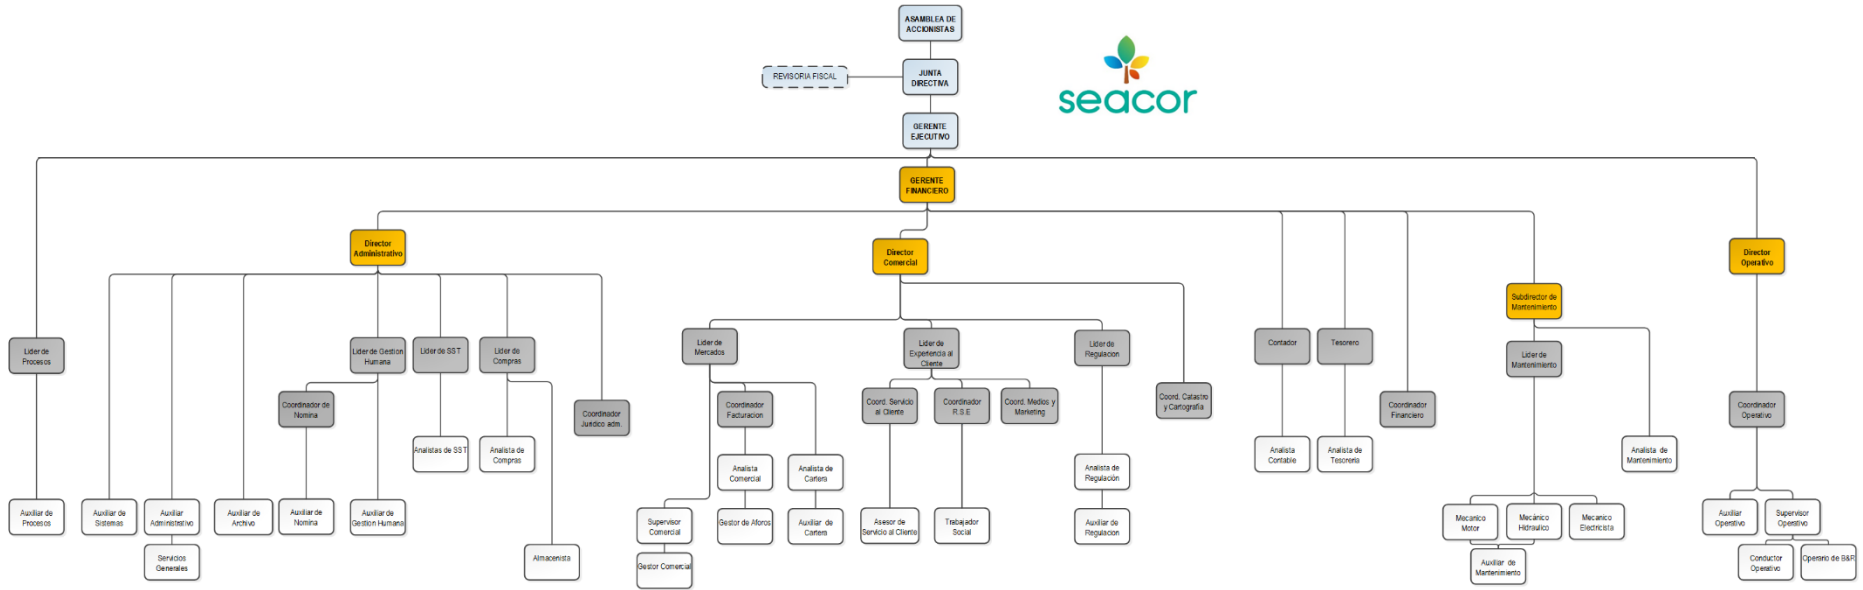 ASAMBLEA DE
ACCIONISTAS
REVISORIA FISCAL
JUNTA
DIRECTIVA
seacor
GERENTE
EJECUTIVO
GERENTE
FINANCIERO
Director
Administrativo
Director
Comercial
Director
Operativo
Subdirector de
Mantenimiento
Lider de
Procesos
Lider de Gestion
Humana
Lider de SST
Lider de
Compras
Lider de
Mercados
Lider de
Experiencia al
Cliente
Lider de
Regulacion
Contador
Tesorero
Lider de
Mantenimiento
Coordinador de
Nomina
Coordinador
Jurídico adm.
Coordinador
Facturacion
Coord. Servicio
al Cliente
Coordinador
R.S.E
Coord. Medios y
Marketing
Coord. Catastro
y Cartografia
Coordinador
Financiero
Coordinador
Operativo
Analistas de SST
Analista de
Compras
Analista
Comercial
Analista de
Cartera
Analista de
Regulación
Analista
Contable
Analista de
Tesoreria
Analista de
Mantenimiento
Auxiliar de
Procesos
Auxiliar de
Sistemas
Auxiliar
Administrativo
Auxiliar de
Archivo
Auxiliar de
Nomina
Auxiliar de
Gestion Humana
Supervisor
Comercial
Gestor de Aforos
Auxiliar de
Cartera
Asesor de
Servicio al Cliente
Trabajador
Social
Auxiliar de
Regulacion
Mecanico
Motor
Mecánico
Hidraulico
Mecanico
Electricista
Auxiliar
Operativo
Supervisor
Operativo
Servicios
Generales
Almacenista
Gestor Comercial
Auxiliar de
Mantenimiento
Conductor
Operativo
Operario de B&R